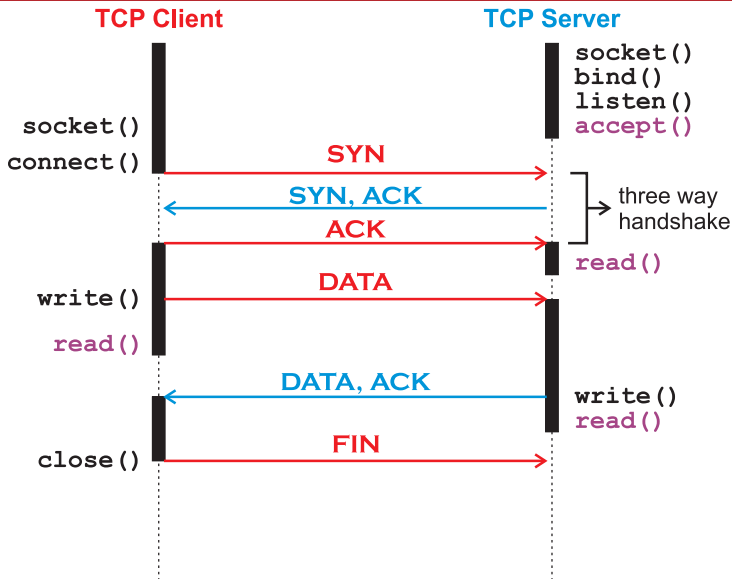 TCP Client
TCP Server
socket()
bind()
listen()
accept()
socket()
connect()
SYN
SYN, ACK
three way
handshake
ACK
read()
DATA
write()
read()
DATA, ACK
write()
read()
FIN
close()